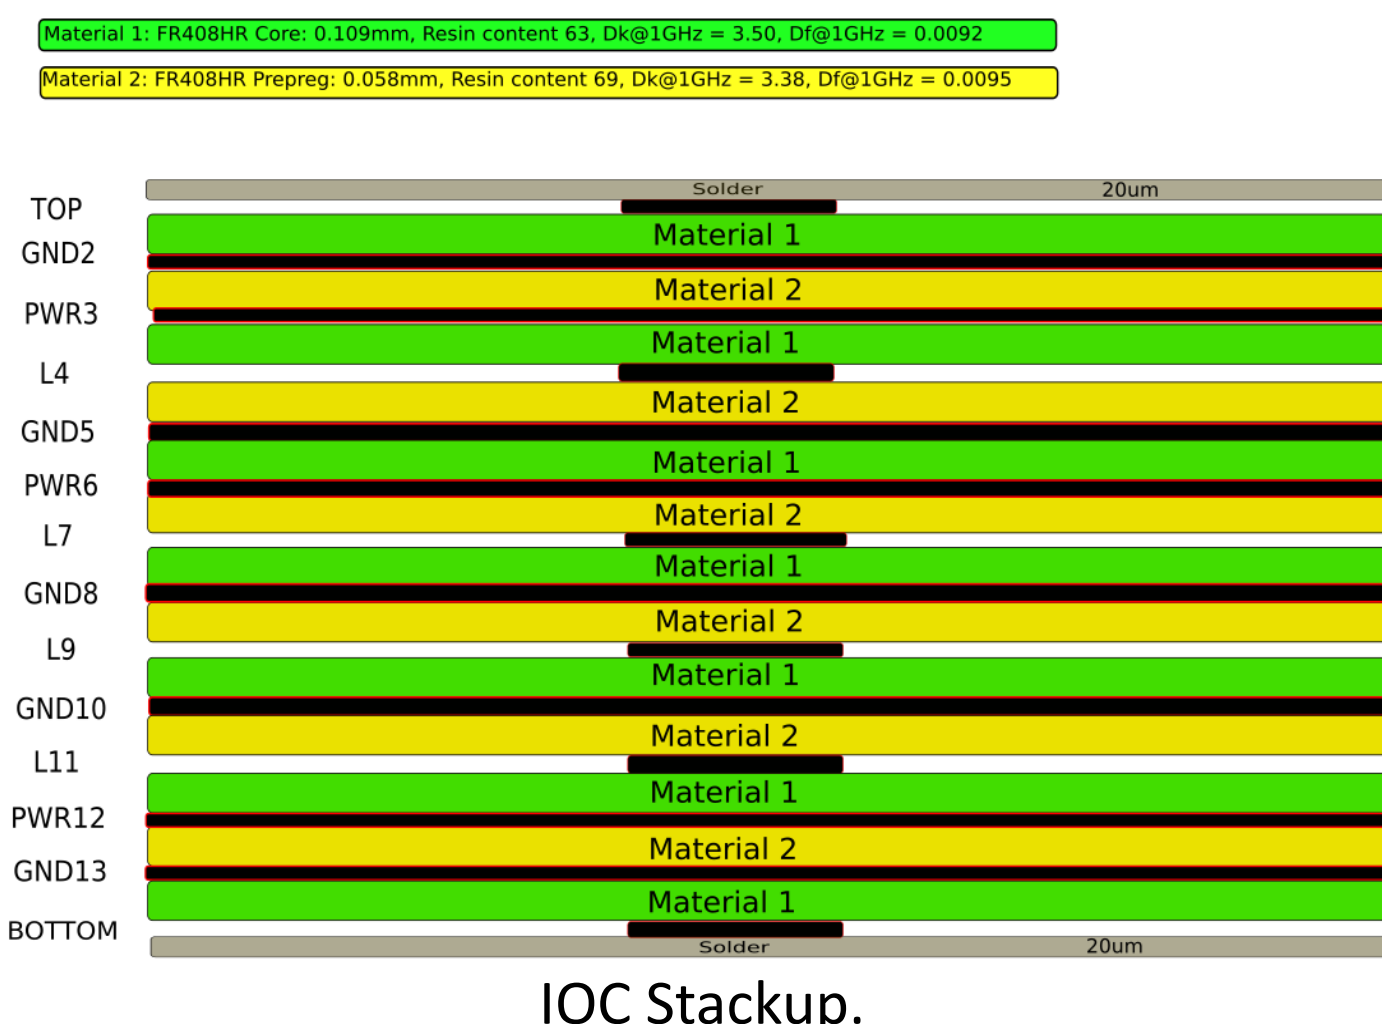 Material 1: FR408HR Core: 0.109mm, Resin content 63, Dk@1GHz = 3.50, Df@1GHz = 0.0092
Material 2: FR408HR Prepreg: 0.058mm, Resin content 69, Dk@1GHz = 3.38, Df@1GHz = 0.0095
Solder 20um
TOP
Material 1
GND2
Material 2
PWR3
Material 1
L4
Material 2
GND5
Material 1
PWR6
Material 2
L7
Material 1
GND8
Material 2
L9
Material 1
GND10
Material 2
L11
Material 1
PWR12
Material 2
GND13
Material 1
BOTTOM
Solder 20um
IOC Stackup.